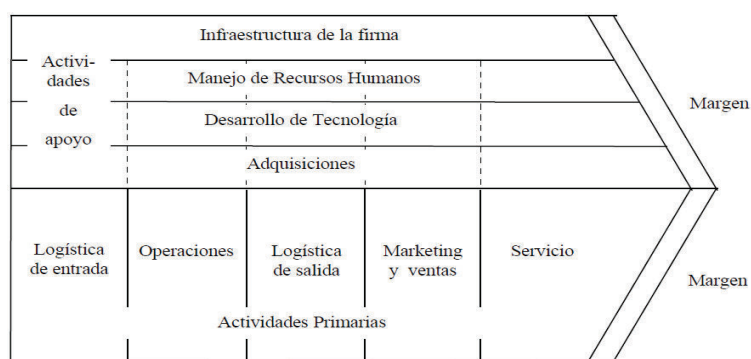 Infraestructura de la firma
Activi-
dades
de
apoyo
Manejo de Recursos Humanos
Desarrollo de Tecnología
Adquisiciones
Margen
Logística
de entrada
Operaciones
Logística
de salida
Marketing
y ventas
Servicio
Margen
Actividades Primarias